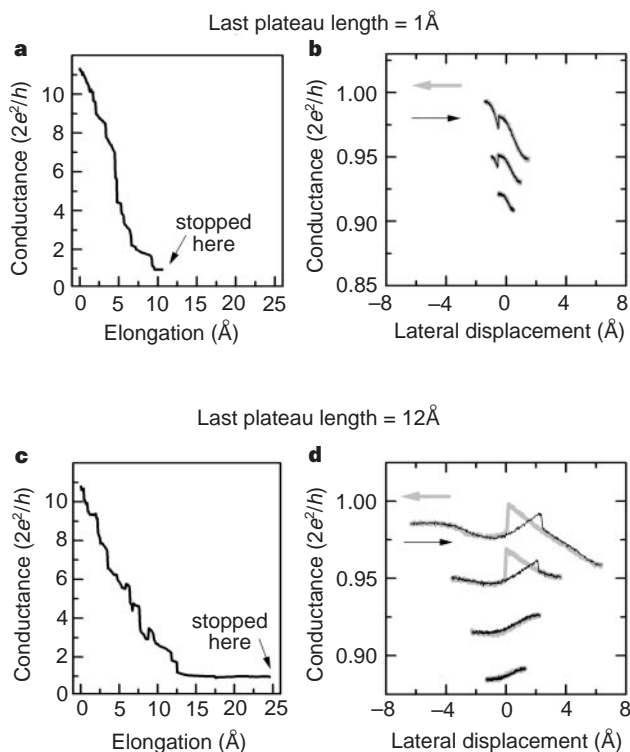 Last plateau length = 1Å
a
Conductance (2e²/h)
10
8
6
4
2
0
0 5 10 15 20 25
Elongation (Å)
stopped
here
b
Conductance (2e²/h)
1.00
0.95
0.90
0.85
−8 −4 0 4 8
Lateral displacement (Å)
Last plateau length = 12Å
c
Conductance (2e²/h)
10
8
6
4
2
0
0 5 10 15 20 25
Elongation (Å)
stopped
here
d
Conductance (2e²/h)
1.00
0.95
0.90
−8 −4 0 4 8
Lateral displacement (Å)